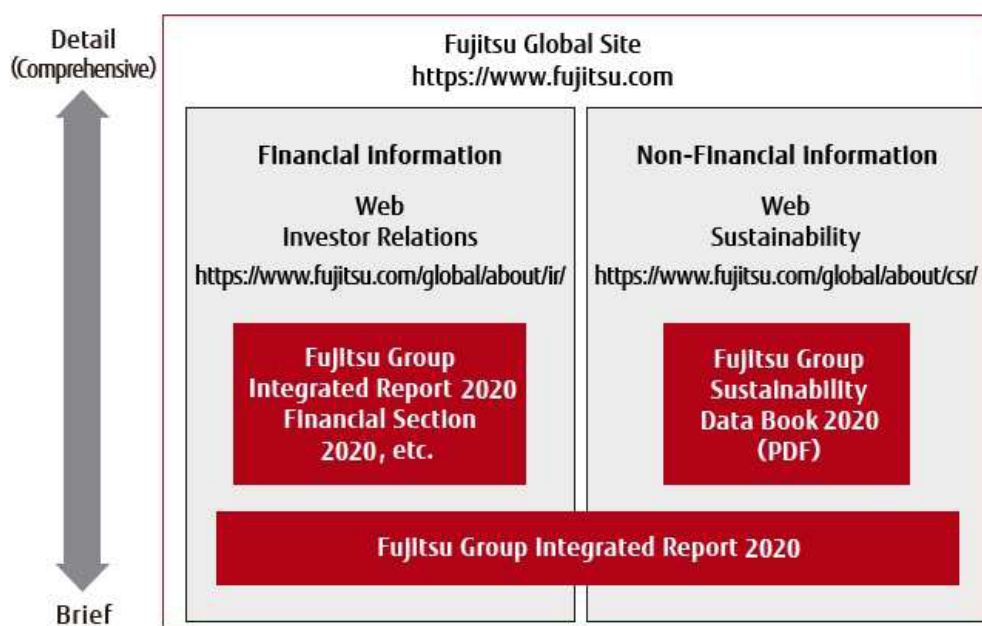 Detail
(Comprehensive)
Fujitsu Global Site
https://www.fujitsu.com
Financial Information
Web
Investor Relations
https://www.fujitsu.com/global/about/ir/
Fujitsu Group
Integrated Report 2020
Financial Section
2020, etc.
Non-Financial Information
Web
Sustainability
https://www.fujitsu.com/global/about/csr/
Fujitsu Group
Sustainability
Data Book 2020
(PDF)
Fujitsu Group Integrated Report 2020
Brief